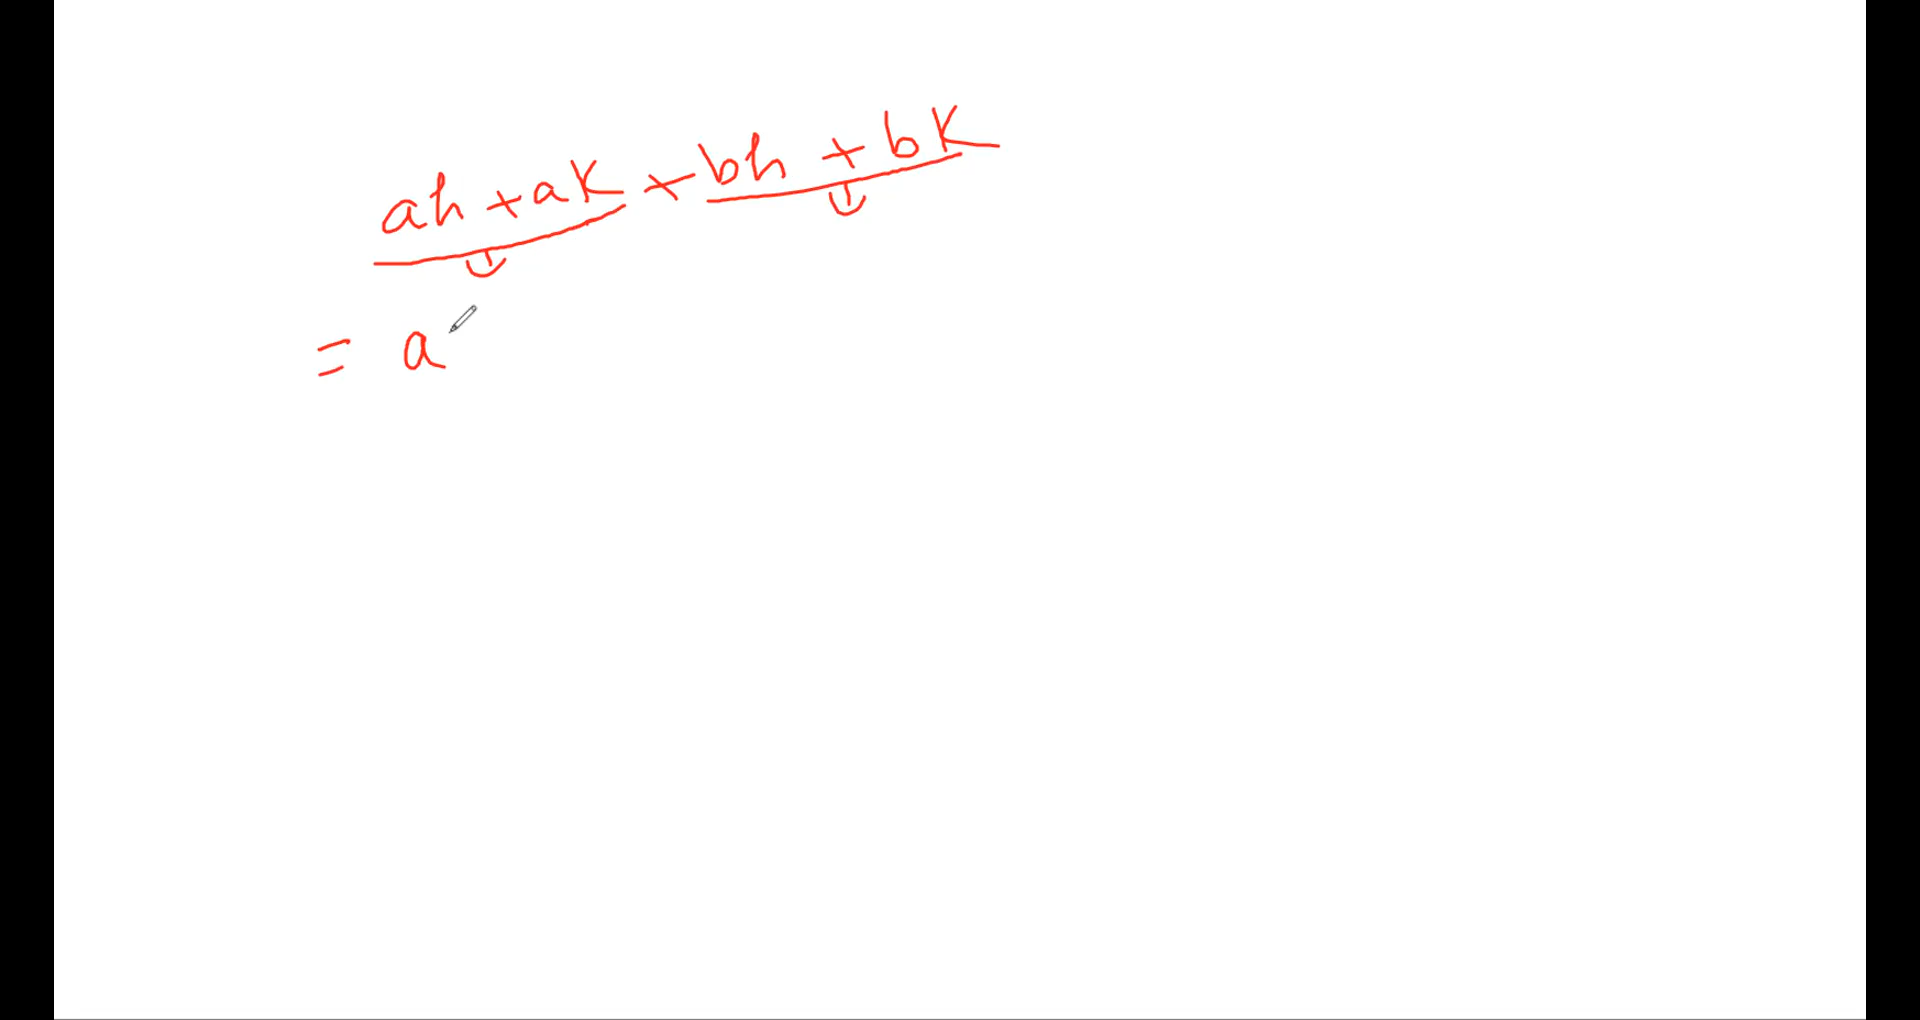 ah + ak + bh + bk
= a